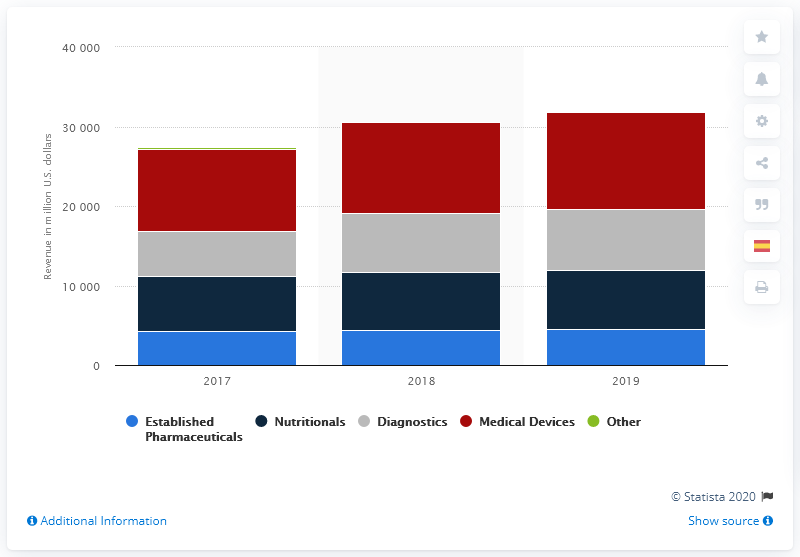 40 000
30 000
20 000
10 000
0
Revenue in million U.S. dollars
2017
2018
2019
Established
Pharmaceuticals
Nutritionals
Diagnostics
Medical Devices
Other
© Statista 2020
Additional Information
Show source